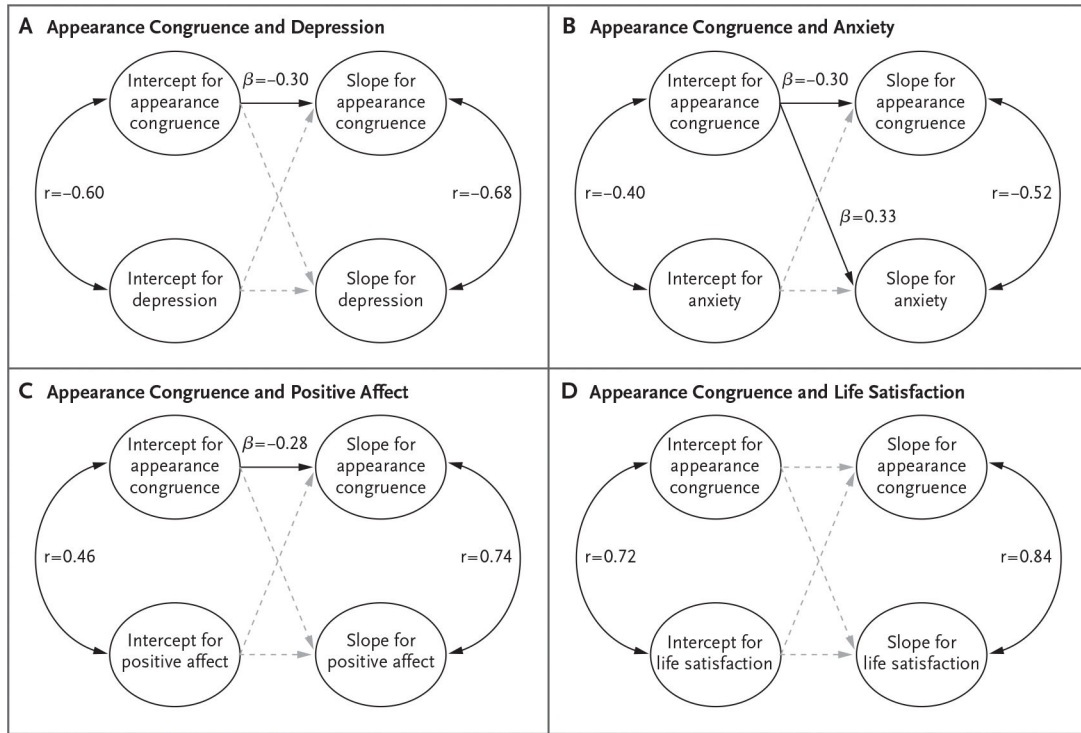 A Appearance Congruence and Depression
Intercept for
appearance
congruence
β=–0.30
Slope for
appearance
congruence
r=–0.60
r=–0.68
Intercept for
depression
Slope for
depression
B Appearance Congruence and Anxiety
Intercept for
appearance
congruence
β=–0.30
Slope for
appearance
congruence
r=–0.40
β=0.33
r=–0.52
Intercept for
anxiety
Slope for
anxiety
C Appearance Congruence and Positive Affect
Intercept for
appearance
congruence
β=–0.28
Slope for
appearance
congruence
r=0.46
r=0.74
Intercept for
positive affect
Slope for
positive affect
D Appearance Congruence and Life Satisfaction
Intercept for
appearance
congruence
Slope for
appearance
congruence
r=0.72
r=0.84
Intercept for
life satisfaction
Slope for
life satisfaction